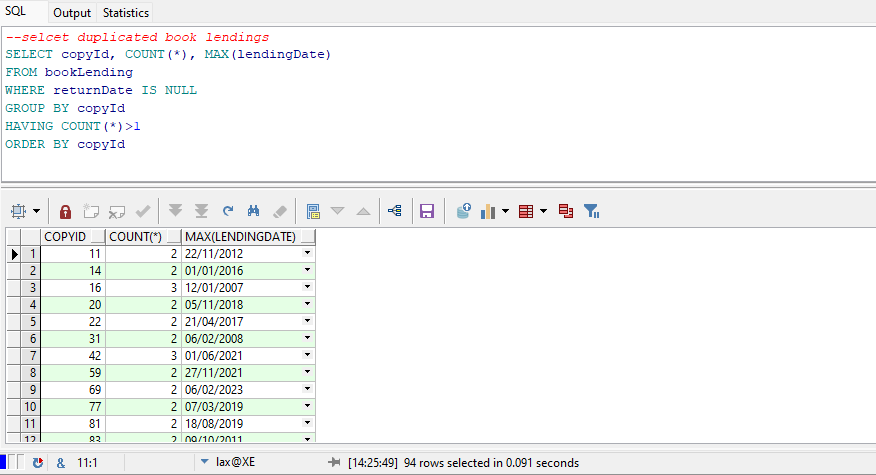 SQL Output Statistics
--selcet duplicated book lendings
SELECT copyId, COUNT(*), MAX(lendingDate)
FROM bookLending
WHERE returnDate IS NULL
GROUP BY copyId
HAVING COUNT(*)>1
ORDER BY copyId
COPYID COUNT(*) MAX(LENDINGDATE)
1 11 2 22/11/2012
2 14 2 01/01/2016
3 16 3 12/01/2007
4 20 2 05/11/2018
5 22 2 21/04/2017
6 31 2 06/02/2008
7 42 3 01/06/2021
8 59 2 27/11/2021
9 69 2 06/02/2023
10 77 2 07/03/2019
11 81 2 18/08/2019
12 83 2 09/10/2011
& 11:1 lax@XE [14:25:49] 94 rows selected in 0.091 seconds